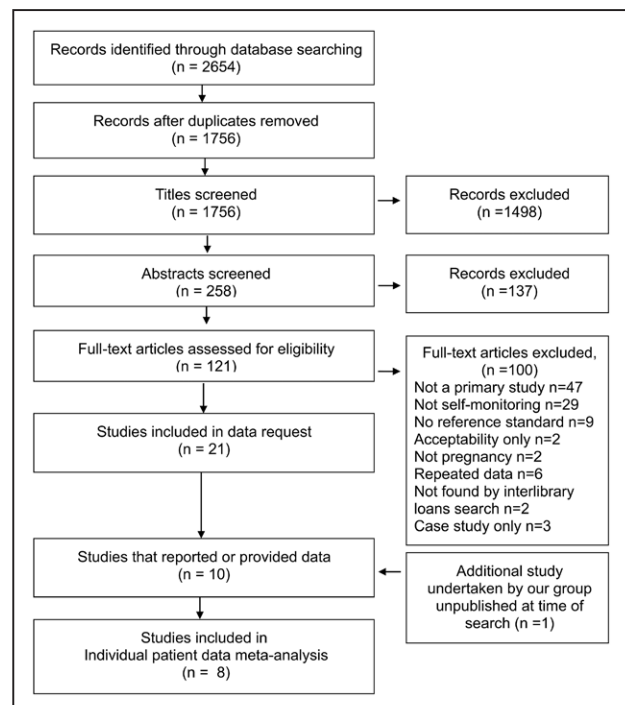 Records identified through database searching
(n = 2654)
Records after duplicates removed
(n = 1756)
Titles screened
(n = 1756)
Records excluded
(n =1498)
Abstracts screened
(n = 258)
Records excluded
(n =137)
Full-text articles assessed for eligibility
(n = 121)
Full-text articles excluded,
(n =100)
Not a primary study n=47
Not self-monitoring n=29
No reference standard n=9
Acceptability only n=2
Not pregnancy n=2
Repeated data n=6
Not found by interlibrary
loans search n=2
Case study only n=3
Studies included in data request
(n = 21)
Studies that reported or provided data
(n = 10)
Additional study
undertaken by our group
unpublished at time of
search (n =1)
Studies included in
Individual patient data meta-analysis
(n = 8)